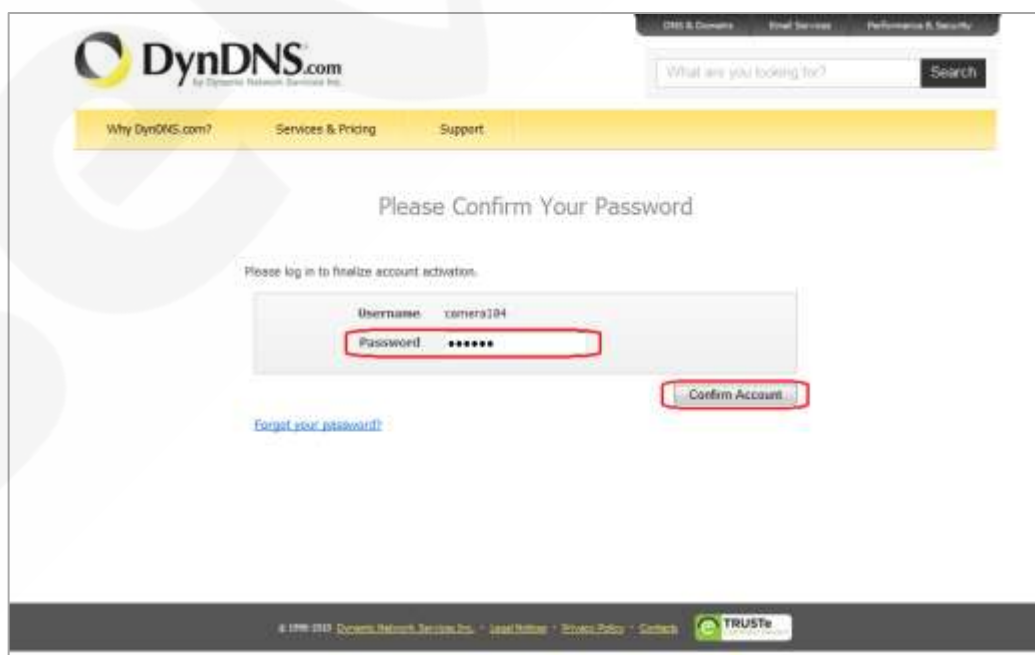 DNS & Domains Email Services Performance & Security
DynDNS.com
by Dynamic Network Services Inc.
What are you looking for? Search
Why DynDNS.com? Services & Pricing Support
Please Confirm Your Password
Please log in to finalize account activation.
Username camera104
Password ●●●●●●
Confirm Account
Forgot your password?
Dynamic Network Services Inc. - Legal Notices - Privacy Policy - Contacts TRUSTe